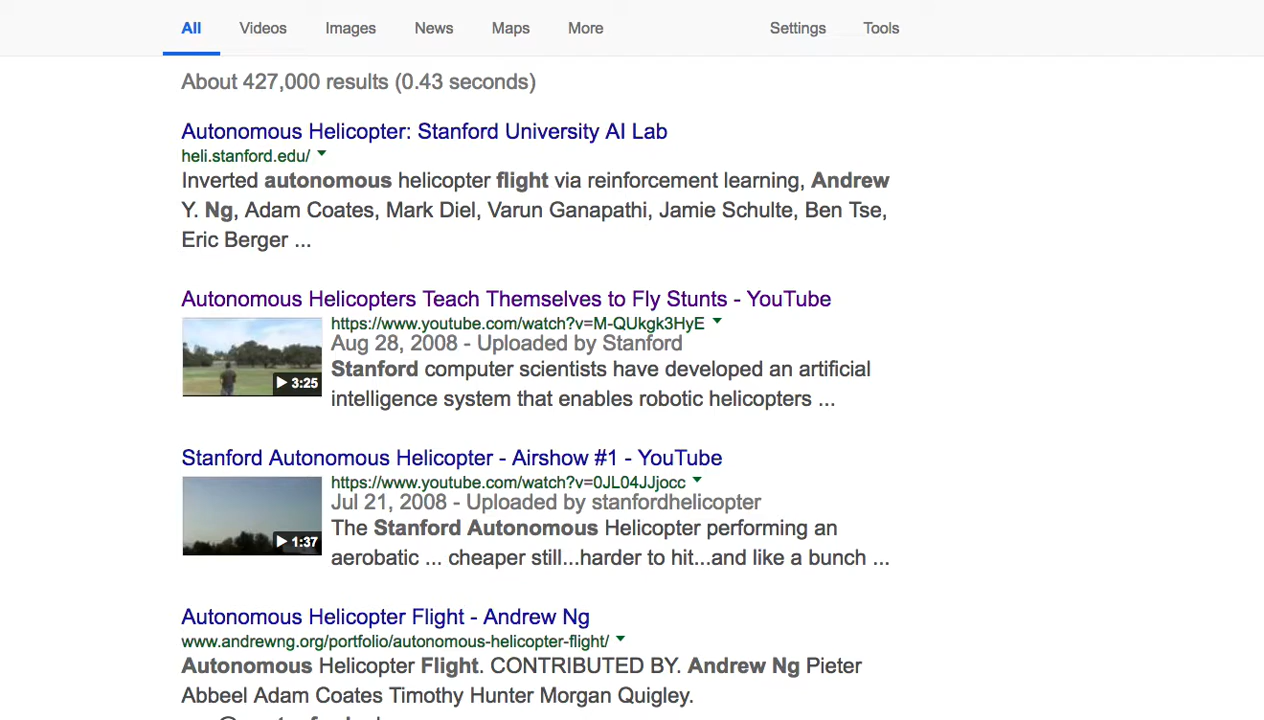 All Videos Images News Maps More Settings Tools
About 427,000 results (0.43 seconds)
Autonomous Helicopter: Stanford University AI Lab
heli.stanford.edu/
Inverted autonomous helicopter flight via reinforcement learning, Andrew
Y. Ng, Adam Coates, Mark Diel, Varun Ganapathi, Jamie Schulte, Ben Tse,
Eric Berger ...
Autonomous Helicopters Teach Themselves to Fly Stunts - YouTube
https://www.youtube.com/watch?v=M-QUkgk3HyE
Aug 28, 2008 - Uploaded by Stanford
Stanford computer scientists have developed an artificial
3:25
intelligence system that enables robotic helicopters ...
Stanford Autonomous Helicopter - Airshow #1 - YouTube
https://www.youtube.com/watch?v=0JL04JJjocc
Jul 21, 2008 - Uploaded by stanfordhelicopter
The Stanford Autonomous Helicopter performing an
1:37
aerobatic ... cheaper still...harder to hit...and like a bunch ...
Autonomous Helicopter Flight - Andrew Ng
www.andrewng.org/portfolio/autonomous-helicopter-flight/
Autonomous Helicopter Flight. CONTRIBUTED BY. Andrew Ng Pieter
Abbeel Adam Coates Timothy Hunter Morgan Quigley.